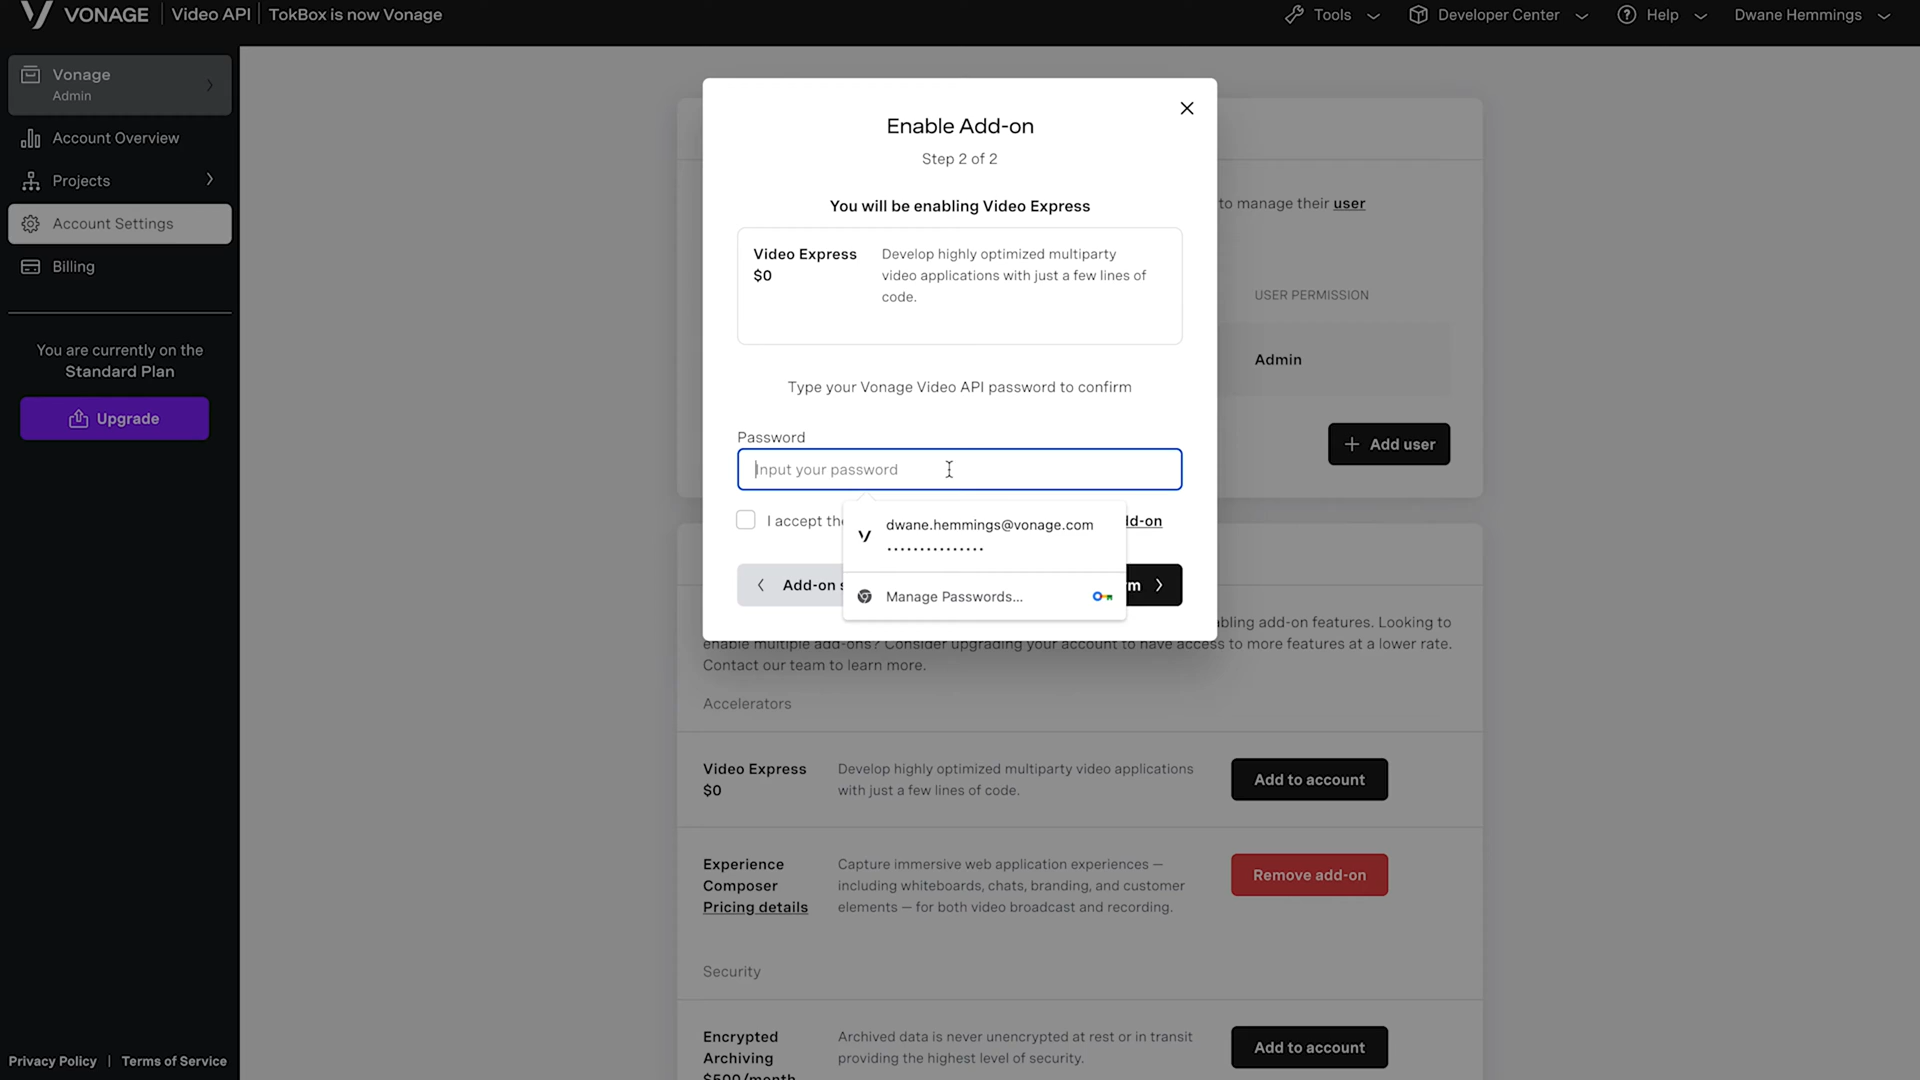 VONAGE | Video API | TokBox is now Vonage
Tools
Developer Center
Help
Dwane Hemmings
Vonage
Admin
Account Overview
Projects
Account Settings
Billing
You are currently on the
Standard Plan
Upgrade
Privacy Policy | Terms of Service
Enable Add-on
Step 2 of 2
You will be enabling Video Express
Video Express
$0
Develop highly optimized multiparty
video applications with just a few lines of
code.
Type your Vonage Video API password to confirm
Password
Input your password
I accept the
dd-on
dwane.hemmings@vonage.com
•••••••••••••••
Manage Passwords...
Add-on s
m
to manage their user
USER PERMISSION
Admin
Add user
bling add-on features. Looking to
enable multiple add-ons? Consider upgrading your account to have access to more features at a lower rate.
Contact our team to learn more.
Accelerators
Video Express
$0
Develop highly optimized multiparty video applications
with just a few lines of code.
Add to account
Experience
Composer
Pricing details
Capture immersive web application experiences —
including whiteboards, chats, branding, and customer
elements — for both video broadcast and recording.
Remove add-on
Security
Encrypted
Archiving
$500/month
Archived data is never unencrypted at rest or in transit
providing the highest level of security.
Add to account